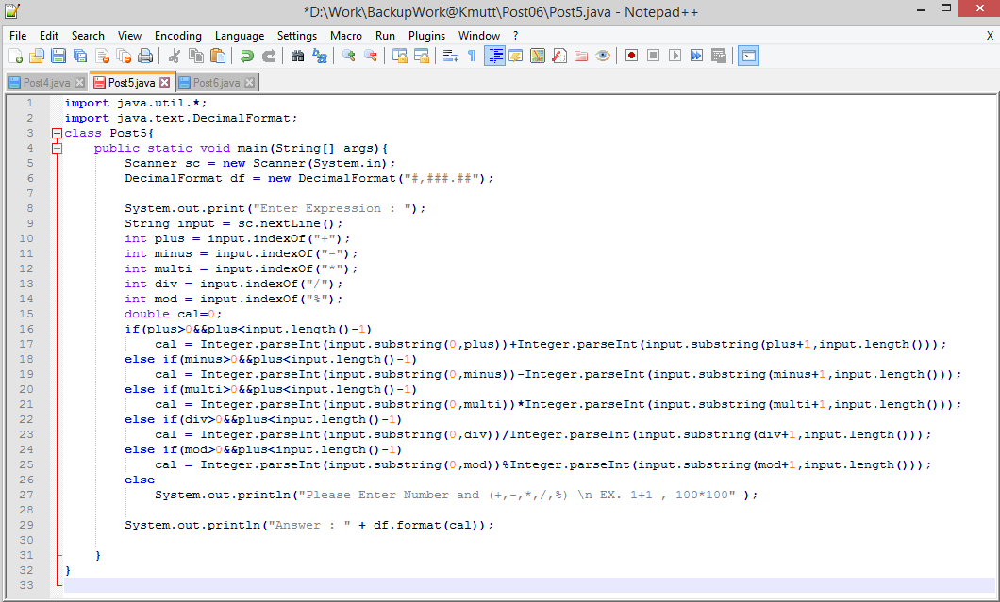 *D:\Work\BackupWork@Kmutt\Post06\Post5.java - Notepad++
File Edit Search View Encoding Language Settings Macro Run Plugins Window ? X
Post4.java Post5.java Post6.java
1 import java.util.*;
2 import java.text.DecimalFormat;
3 class Post5{
4 public static void main(String[] args){
5 Scanner sc = new Scanner(System.in);
6 DecimalFormat df = new DecimalFormat("#,###.##");
7
8 System.out.print("Enter Expression : ");
9 String input = sc.nextLine();
10 int plus = input.indexOf("+");
11 int minus = input.indexOf("-");
12 int multi = input.indexOf("*");
13 int div = input.indexOf("/");
14 int mod = input.indexOf("%");
15 double cal=0;
16 if(plus>0&&plus<input.length()-1)
17 cal = Integer.parseInt(input.substring(0,plus))+Integer.parseInt(input.substring(plus+1,input.length()));
18 else if(minus>0&&plus<input.length()-1)
19 cal = Integer.parseInt(input.substring(0,minus))-Integer.parseInt(input.substring(minus+1,input.length()));
20 else if(multi>0&&plus<input.length()-1)
21 cal = Integer.parseInt(input.substring(0,multi))*Integer.parseInt(input.substring(multi+1,input.length()));
22 else if(div>0&&plus<input.length()-1)
23 cal = Integer.parseInt(input.substring(0,div))/Integer.parseInt(input.substring(div+1,input.length()));
24 else if(mod>0&&plus<input.length()-1)
25 cal = Integer.parseInt(input.substring(0,mod))%Integer.parseInt(input.substring(mod+1,input.length()));
26 else
27 System.out.println("Please Enter Number and (+,-,*,/,%) \n EX. 1+1 , 100*100" );
28
29 System.out.println("Answer : " + df.format(cal));
30
31 }
32 }
33